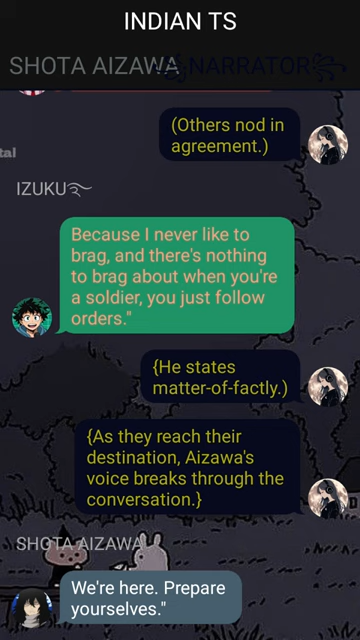 INDIAN TS
SHOTA AIZAWA
NARRATOR
tal
(Others nod in
agreement.)
IZUKU
Because I never like to
brag, and there's nothing
to brag about when you're
a soldier, you just follow
orders."
{He states
matter-of-factly.)
{As they reach their
destination, Aizawa's
voice breaks through the
conversation.}
SHOTA AIZAWA
We're here. Prepare
yourselves."